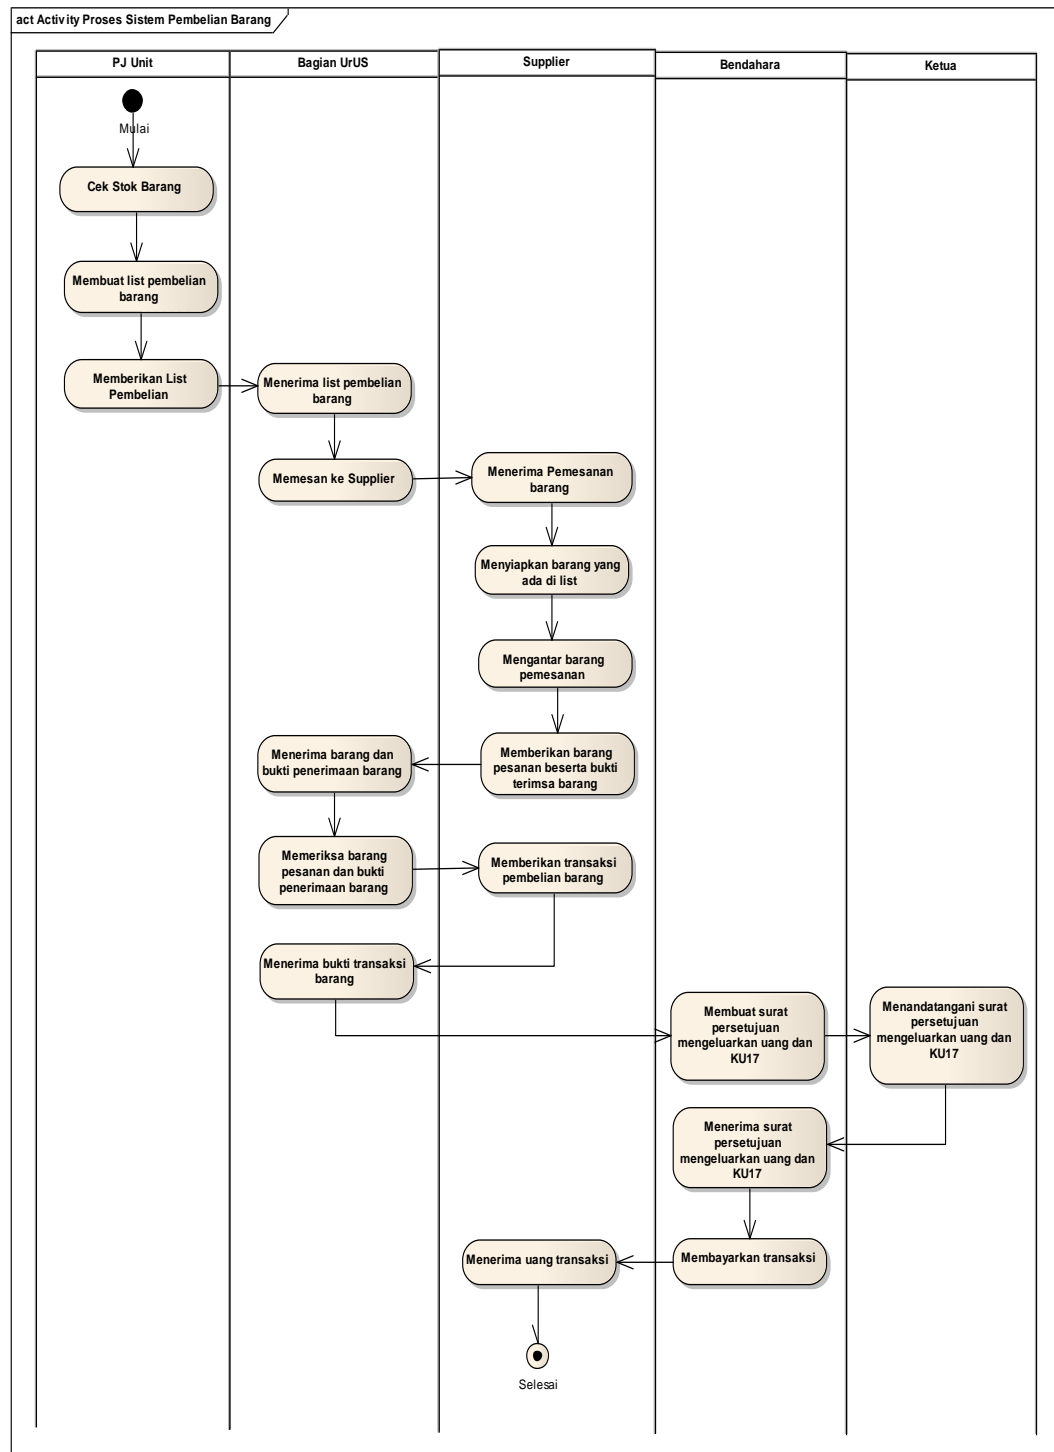 act Activity Proses Sistem Pembelian Barang
PJ Unit
Bagian UrUS
Supplier
Bendahara
Ketua
Mulai
Cek Stok Barang
Membuat list pembelian
barang
Memberikan List
Pembelian
Menerima list pembelian
barang
Memesan ke Supplier
Menerima Pemesanan
barang
Menyiapkan barang yang
ada di list
Mengantar barang
pemesanan
Memberikan barang
pesanan beserta bukti
terimsa barang
Menerima barang dan
bukti penerimaan barang
Memeriksa barang
pesanan dan bukti
penerimaan barang
Memberikan transaksi
pembelian barang
Menerima bukti transaksi
barang
Membuat surat
persetujuan
mengeluarkan uang dan
KU17
Menandatangani surat
persetujuan
mengeluarkan uang dan
KU17
Menerima surat
persetujuan
mengeluarkan uang dan
KU17
Membayarkan transaksi
Menerima uang transaksi
Selesai